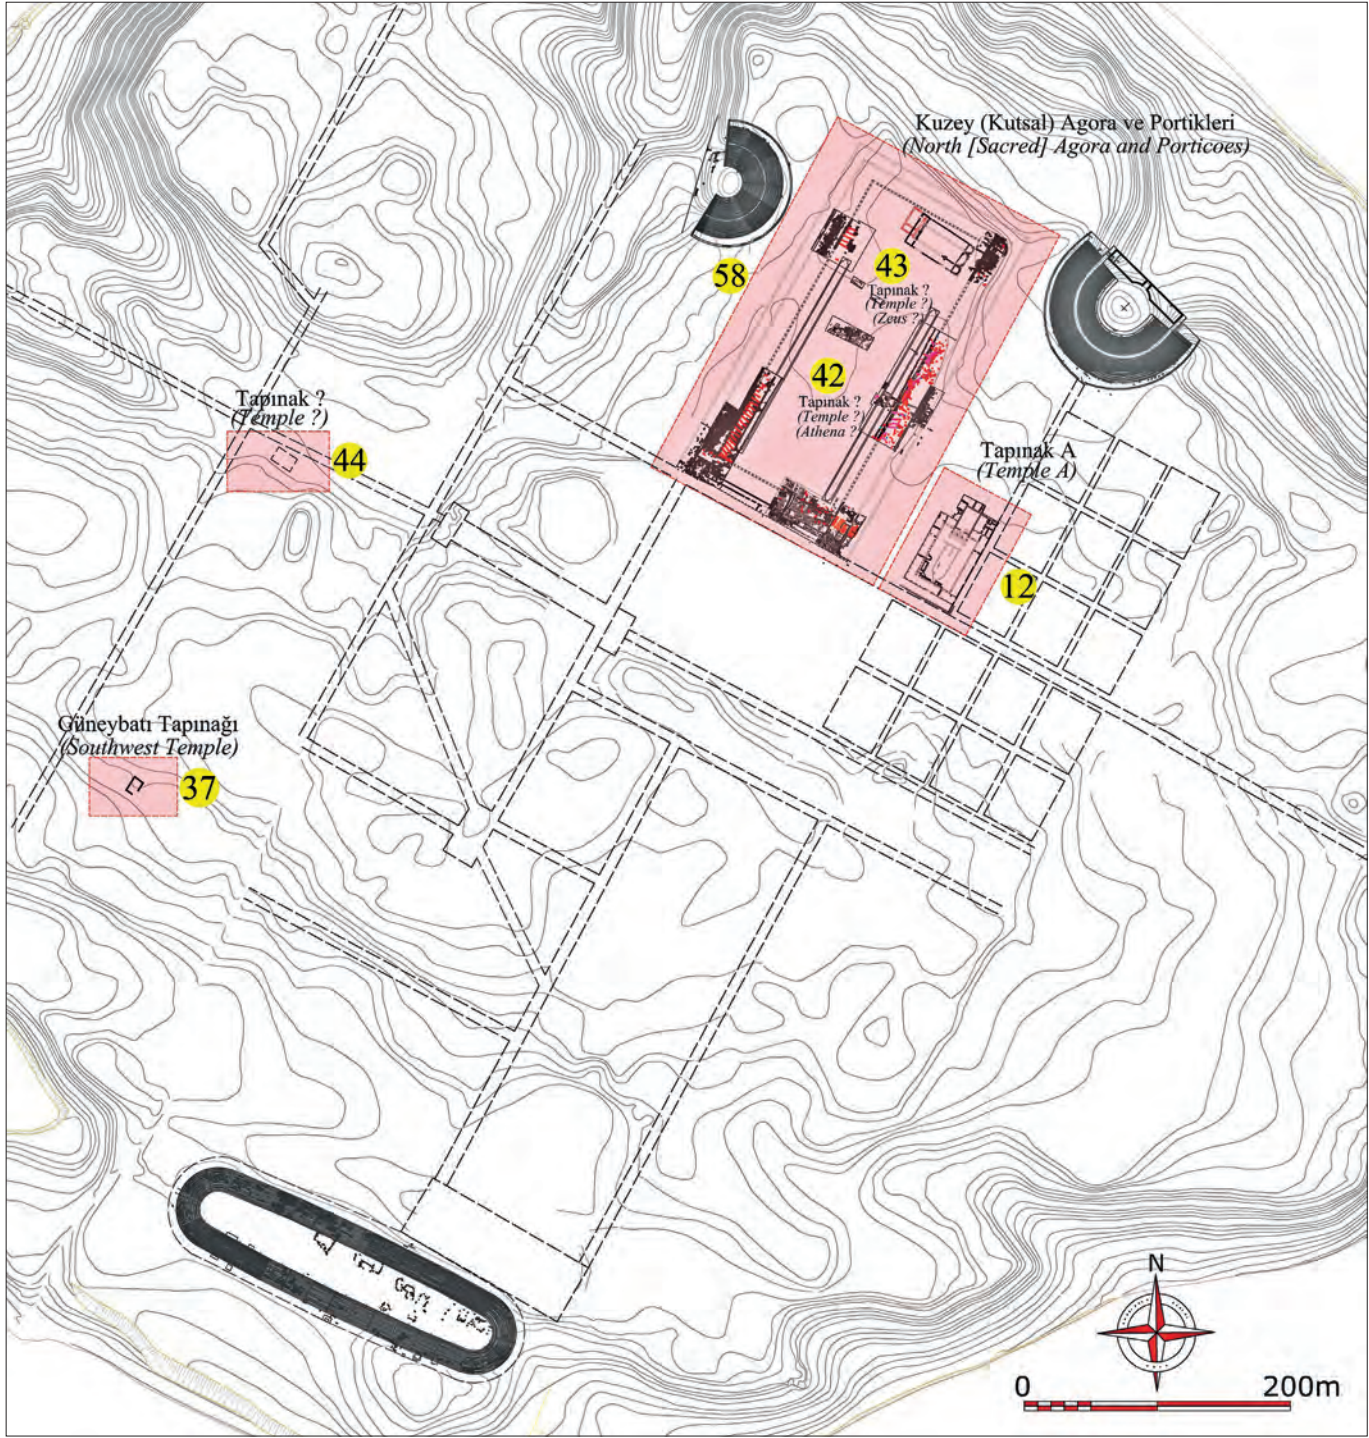 Kuzey (Kutsal) Agora ve Portikleri
(North [Sacred] Agora and Porticoes)
58
43
Tapınak ?
(Temple ?)
(Zeus ?)
42
Tapınak ?
(Temple ?)
(Athena ?)
Tapınak ?
(Temple ?)
44
Tapınak A
(Temple A)
12
Güneybatı Tapınağı
(Southwest Temple)
37
N
0 200m